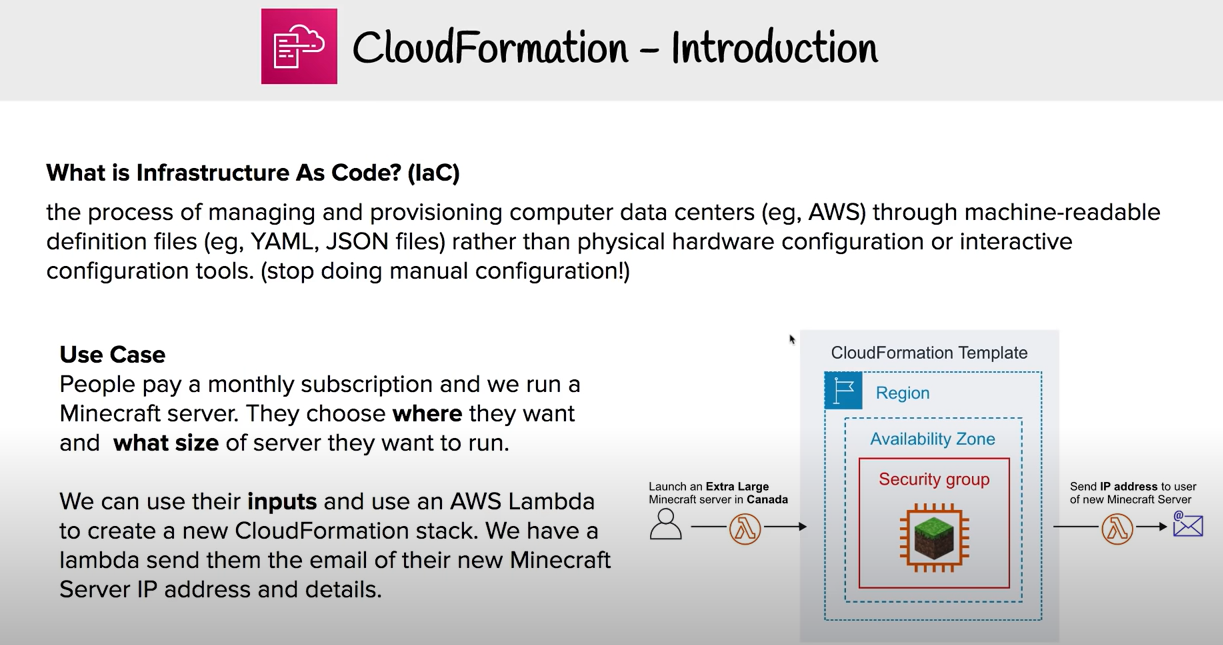 CloudFormation – Introduction
What is Infrastructure As Code? (IaC)
the process of managing and provisioning computer data centers (eg, AWS) through machine-readable
definition files (eg, YAML, JSON files) rather than physical hardware configuration or interactive
configuration tools. (stop doing manual configuration!)
Use Case
People pay a monthly subscription and we run a
Minecraft server. They choose where they want
and what size of server they want to run.
We can use their inputs and use an AWS Lambda
to create a new CloudFormation stack. We have a
lambda send them the email of their new Minecraft
Server IP address and details.
Launch an Extra Large
Minecraft server in Canada
CloudFormation Template
Region
Availability Zone
Security group
Send IP address to user
of new Minecraft Server
@